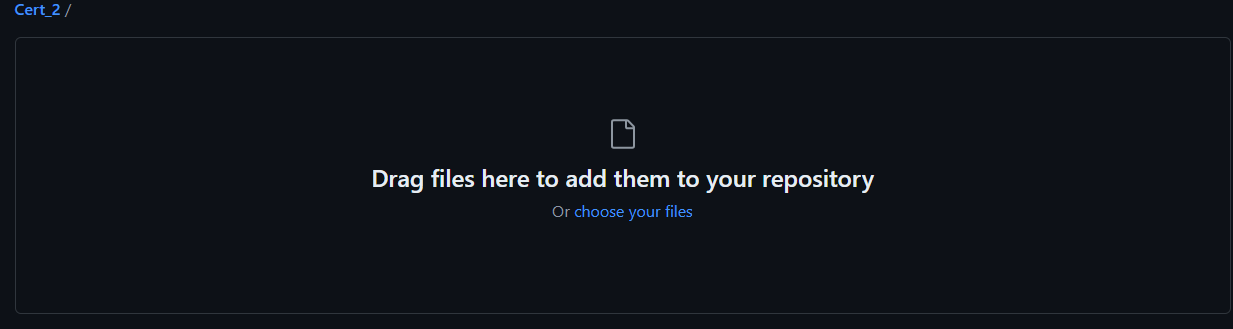 Cert_2 /
Drag files here to add them to your repository
Or choose your files